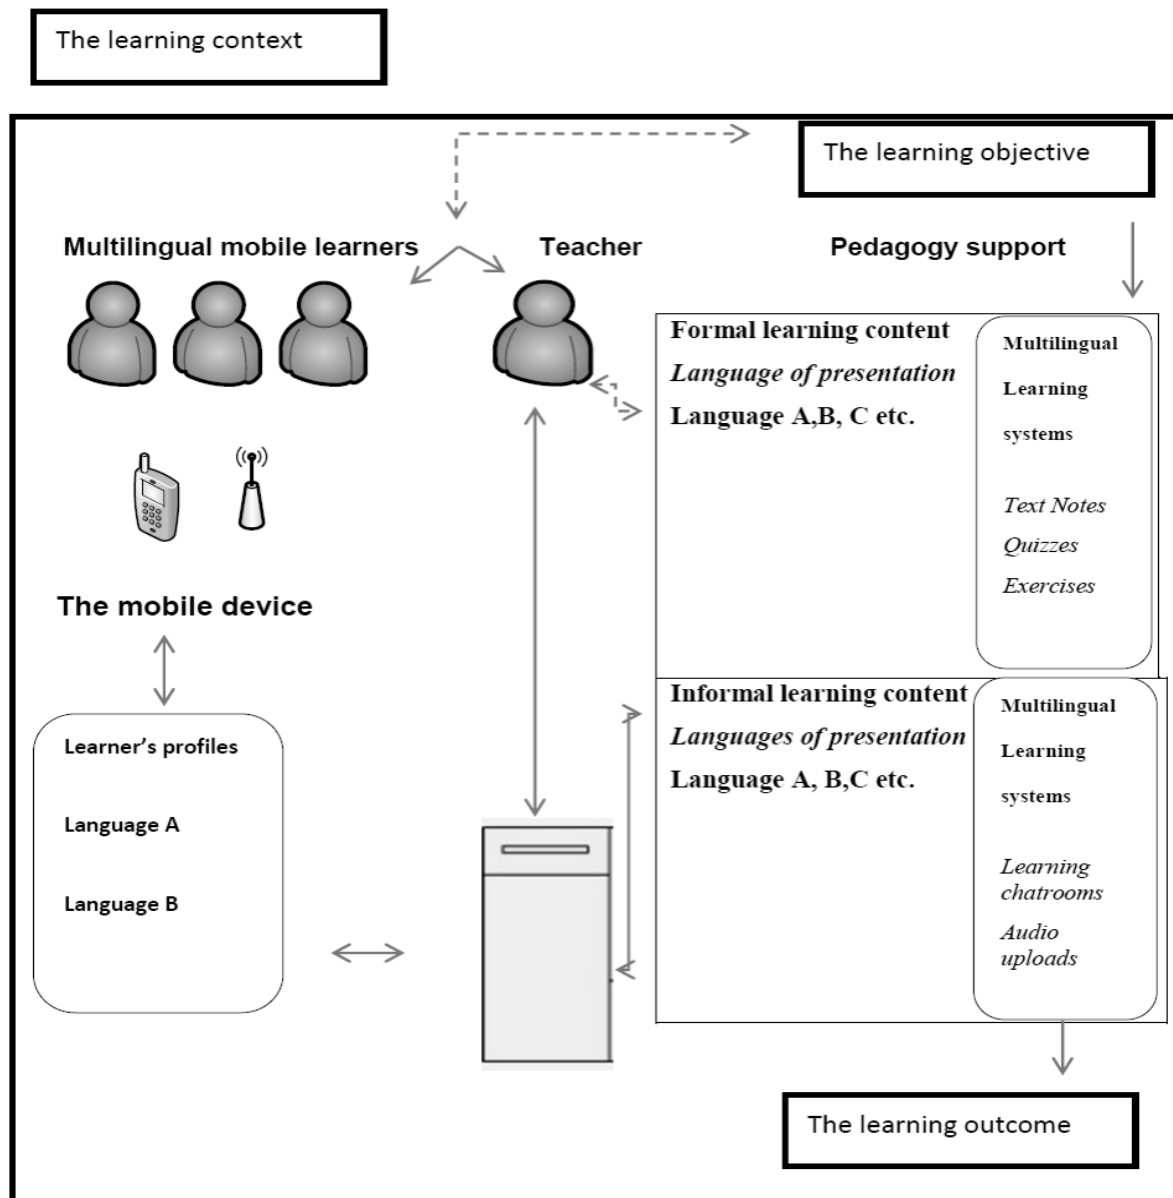 The learning context
The learning objective
Multilingual mobile learners
Teacher
Pedagogy support
Formal learning content
Language of presentation
Language A,B, C etc.
Multilingual
Learning
systems
Text Notes
Quizzes
Exercises
The mobile device
Learner’s profiles
Language A
Language B
Informal learning content
Languages of presentation
Language A, B,C etc.
Multilingual
Learning
systems
Learning
chatrooms
Audio
uploads
The learning outcome